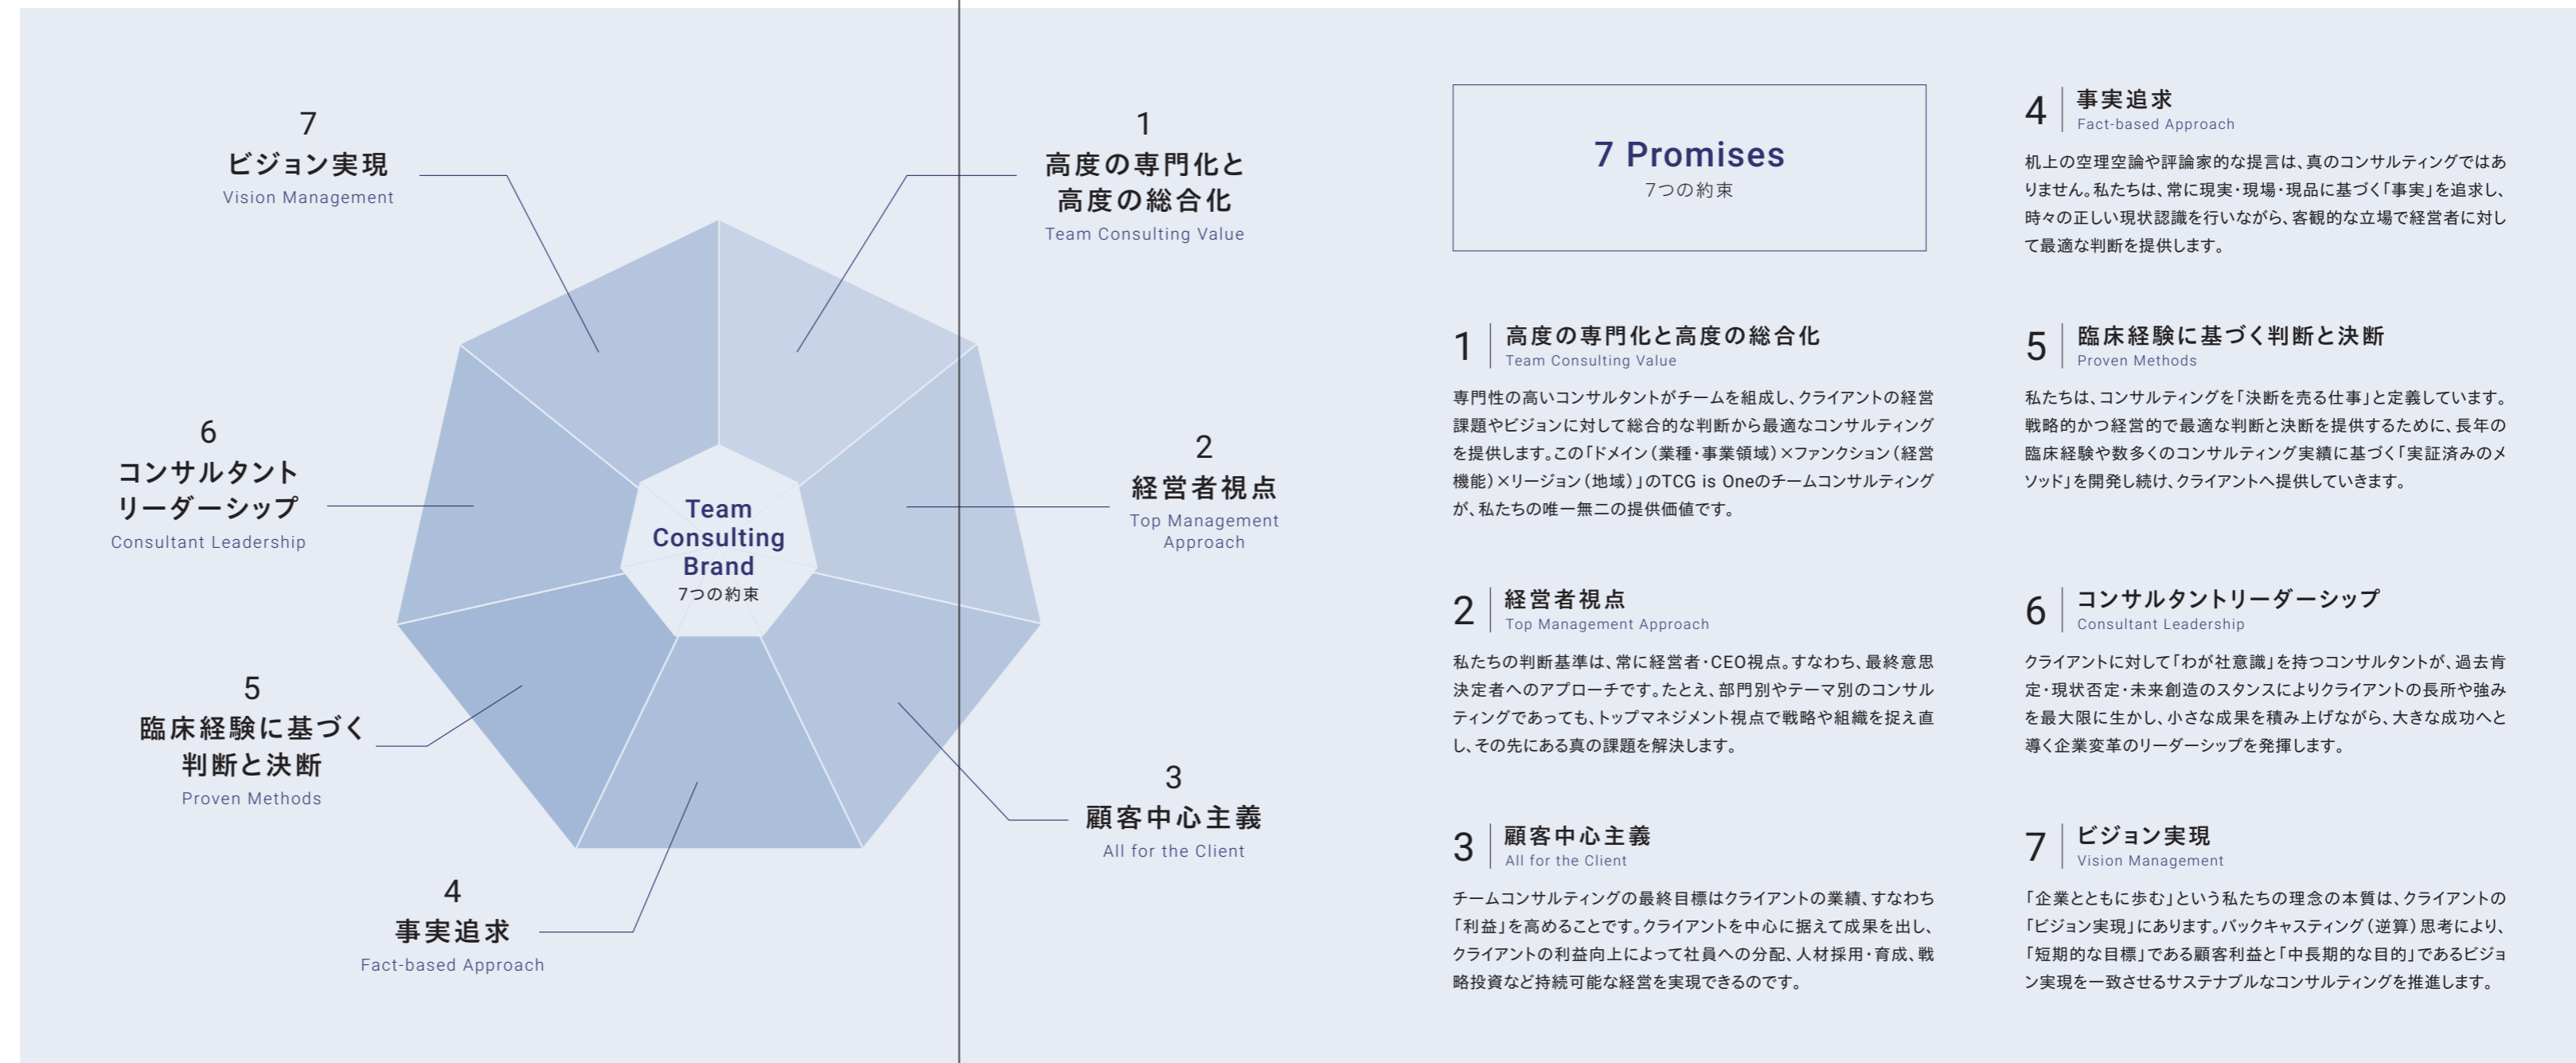 7
ビジョン実現
Vision Management
1
高度の専門化と
高度の総合化
Team Consulting Value
6
コンサルタント
リーダーシップ
Consultant Leadership
2
経営者視点
Top Management
Approach
Team
Consulting
Brand
7つの約束
5
臨床経験に基づく
判断と決断
Proven Methods
3
顧客中心主義
All for the Client
4
事実追求
Fact-based Approach
7 Promises
7つの約束
1
高度の専門化と高度の総合化
Team Consulting Value
専門性の高いコンサルタントがチームを組成し、クライアントの経営
課題やビジョンに対して総合的な判断から最適なコンサルティング
を提供します。この「ドメイン（業種・事業領域）×ファンクション（経営
機能）×リージョン（地域）」のTCG is Oneのチームコンサルティング
が、私たちの唯一無二の提供価値です。
2
経営者視点
Top Management Approach
私たちの判断基準は、常に経営者・CEO視点。すなわち、最終意思
決定者へのアプローチです。たとえ、部門別やテーマ別のコンサル
ティングであっても、トップマネジメント視点で戦略や組織を捉え直
し、その先にある真の課題を解決します。
3
顧客中心主義
All for the Client
チームコンサルティングの最終目標はクライアントの業績、すなわち
「利益」を高めることです。クライアントを中心に据えて成果を出し、
クライアントの利益向上によって社員への分配、人材採用・育成、戦
略投資など持続可能な経営を実現できるのです。
4
事実追求
Fact-based Approach
机上の空理空論や評論家的な提言は、真のコンサルティングではあ
りません。私たちは、常に現実・現場・現品に基づく「事実」を追求し、
時々の正しい現状認識を行いながら、客観的な立場で経営者に対し
て最適な判断を提供します。
5
臨床経験に基づく判断と決断
Proven Methods
私たちは、コンサルティングを「決断を売る仕事」と定義しています。
戦略的かつ経営的で最適な判断と決断を提供するために、長年の
臨床経験や数多くのコンサルティング実績に基づく「実証済みのメ
ソッド」を開発し続け、クライアントへ提供していきます。
6
コンサルタントリーダーシップ
Consultant Leadership
クライアントに対して「わが社意識」を持つコンサルタントが、過去肯
定・現状否定・未来創造のスタンスによりクライアントの長所や強み
を最大限に生かし、小さな成果を積み上げながら、大きな成功へと
導く企業変革のリーダーシップを発揮します。
7
ビジョン実現
Vision Management
「企業とともに歩む」という私たちの理念の本質は、クライアントの
「ビジョン実現」にあります。バックキャスティング（逆算）思考により、
「短期的な目標」である顧客利益と「中長期的な目的」であるビジョ
ン実現を一致させるサステナブルなコンサルティングを推進します。